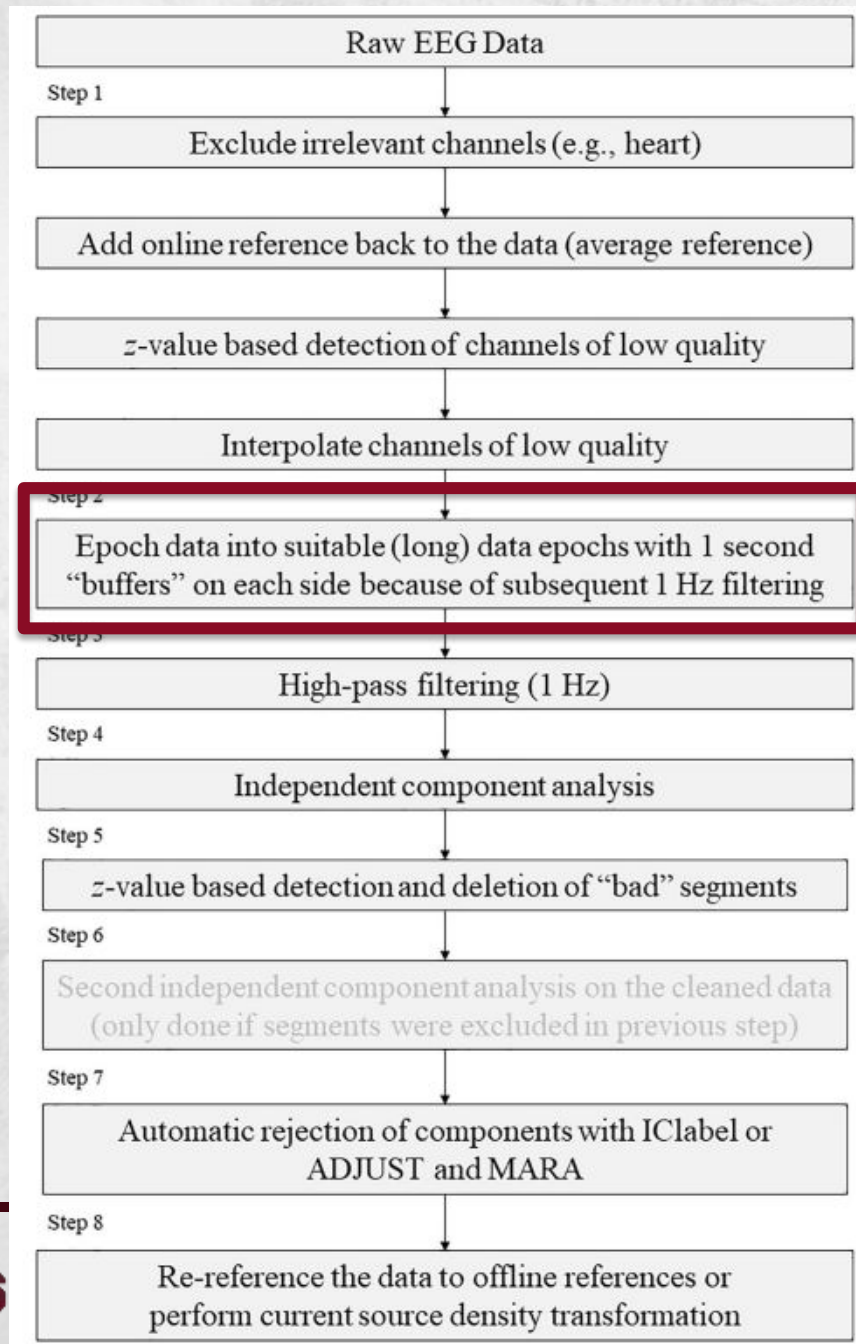 Raw EEG Data
Step 1
Exclude irrelevant channels (e.g., heart)
Add online reference back to the data (average reference)
z-value based detection of channels of low quality
Interpolate channels of low quality
Step 2
Epoch data into suitable (long) data epochs with 1 second
“buffers” on each side because of subsequent 1 Hz filtering
Step 3
High-pass filtering (1 Hz)
Step 4
Independent component analysis
Step 5
z-value based detection and deletion of “bad” segments
Step 6
Second independent component analysis on the cleaned data
(only done if segments were excluded in previous step)
Step 7
Automatic rejection of components with IClabel or
ADJUST and MARA
Step 8
Re-reference the data to offline references or
perform current source density transformation